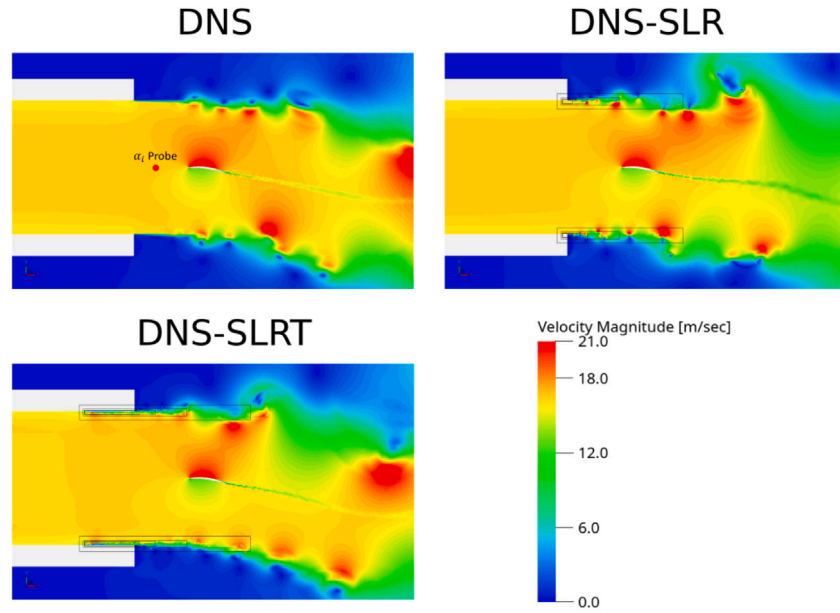 DNS
DNS-SLR
α_i Probe
DNS-SLRT
Velocity Magnitude [m/sec]
21.0
18.0
12.0
6.0
0.0